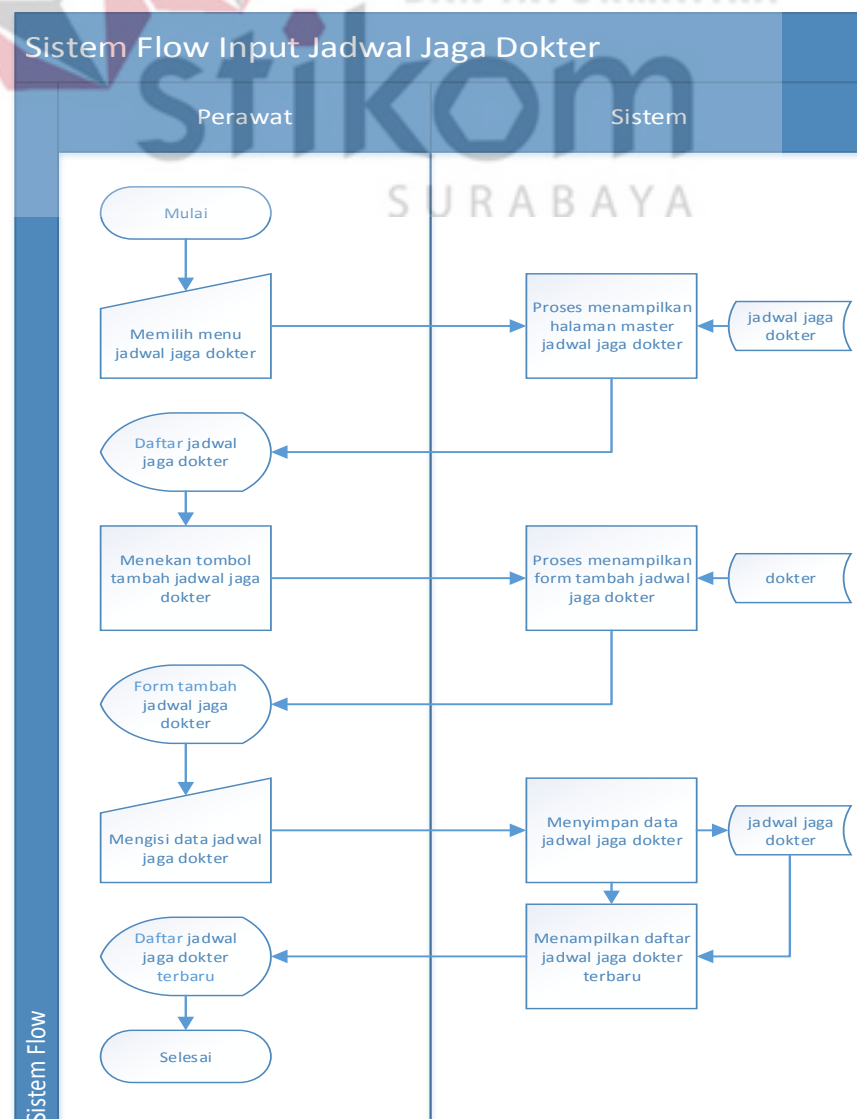 Sistem Flow Input Jadwal Jaga Dokter
stikom
SURABAYA
Perawat
Sistem
Mulai
Memilih menu
jadwal jaga dokter
Proses menampilkan
halaman master
jadwal jaga dokter
jadwal jaga
dokter
Daftar jadwal
jaga dokter
Menekan tombol
tambah jadwal jaga
dokter
Proses menampilkan
form tambah jadwal
jaga dokter
dokter
Form tambah
jadwal jaga
dokter
Mengisi data jadwal
jaga dokter
Menyimpan data
jadwal jaga dokter
jadwal jaga
dokter
Daftar jadwal
jaga dokter
terbaru
Menampilkan daftar
jadwal jaga dokter
terbaru
Selesai
Sistem Flow